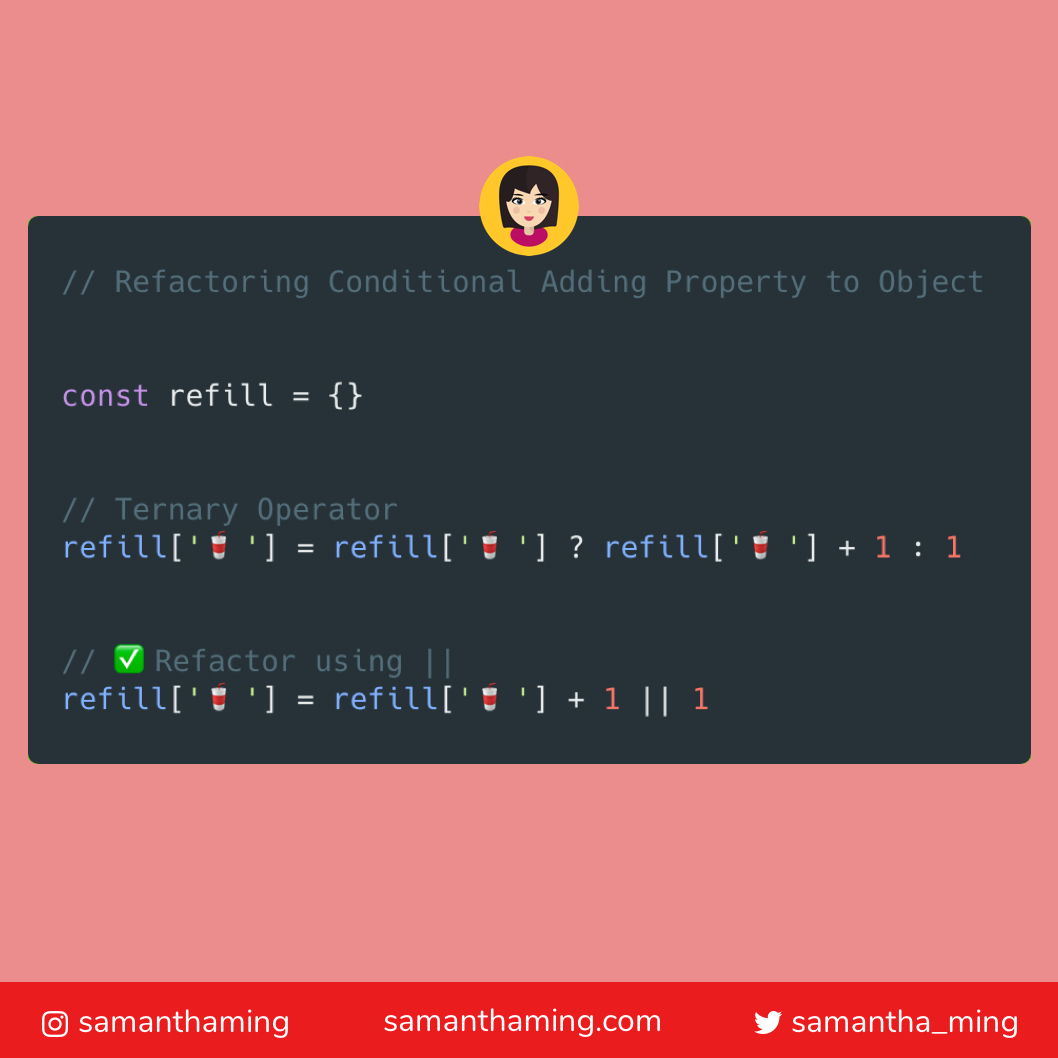 // Refactoring Conditional Adding Property to Object
const refill = {}
// Ternary Operator
refill['🥤 '] = refill['🥤 '] ? refill['🥤 '] + 1 : 1
// ✅ Refactor using ||
refill['🥤 '] = refill['🥤 '] + 1 || 1
samanthaming samanthaming.com samantha_ming